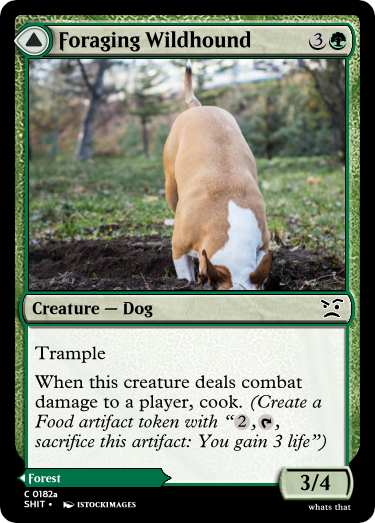 Foraging Wildhound 3
Creature — Dog
Trample
When this creature deals combat
damage to a player, cook. (Create a
Food artifact token with “2, ,
sacrifice this artifact: You gain 3 life”)
Forest
3/4
C 0182a
SHIT • ISTOCKIMAGES
whats that